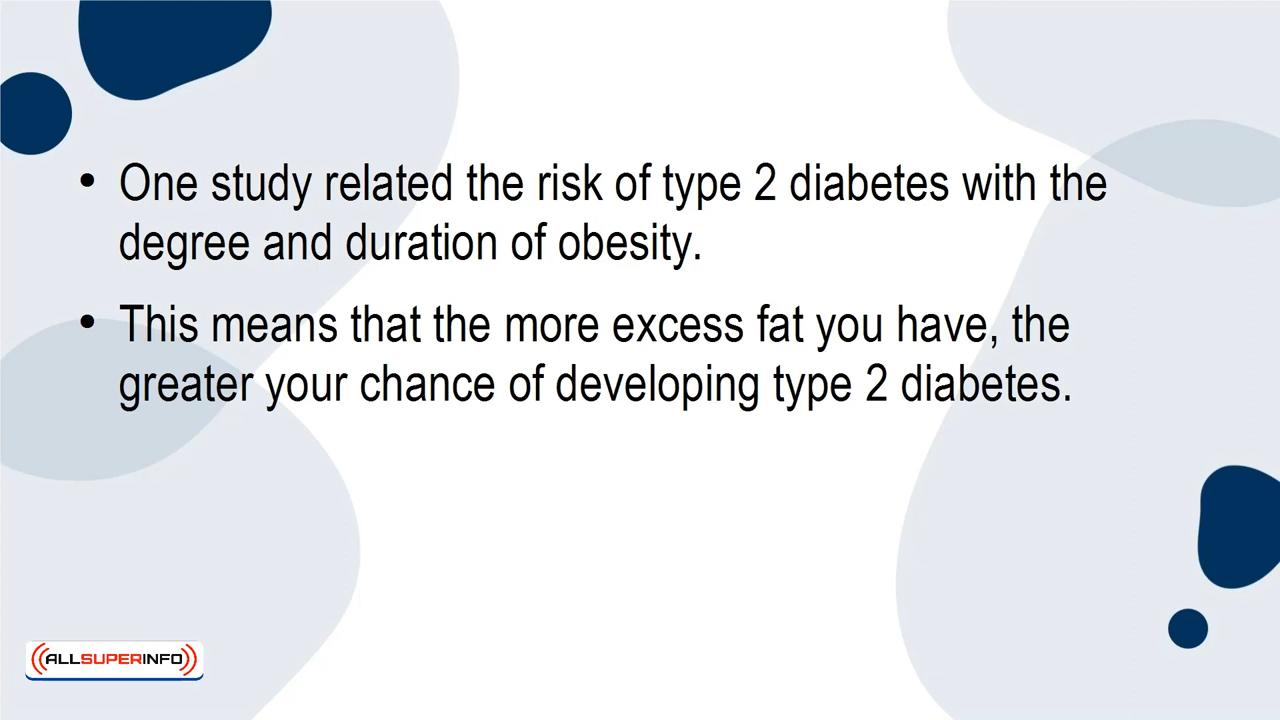 • One study related the risk of type 2 diabetes with the
degree and duration of obesity.
• This means that the more excess fat you have, the
greater your chance of developing type 2 diabetes.
ALLSUPERINFO